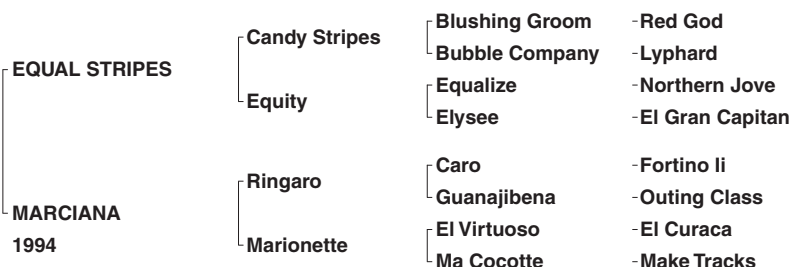 Blushing Groom -Red God
Candy Stripes
Bubble Company -Lyphard
EQUAL STRIPES
Equalize -Northern Jove
Equity
Elysee -El Gran Capitan
Caro -Fortino Ii
Ringaro
Guanajibena -Outing Class
MARCIANA
El Virtuoso -El Curaca
1994 Marionette
Ma Cocotte -Make Tracks